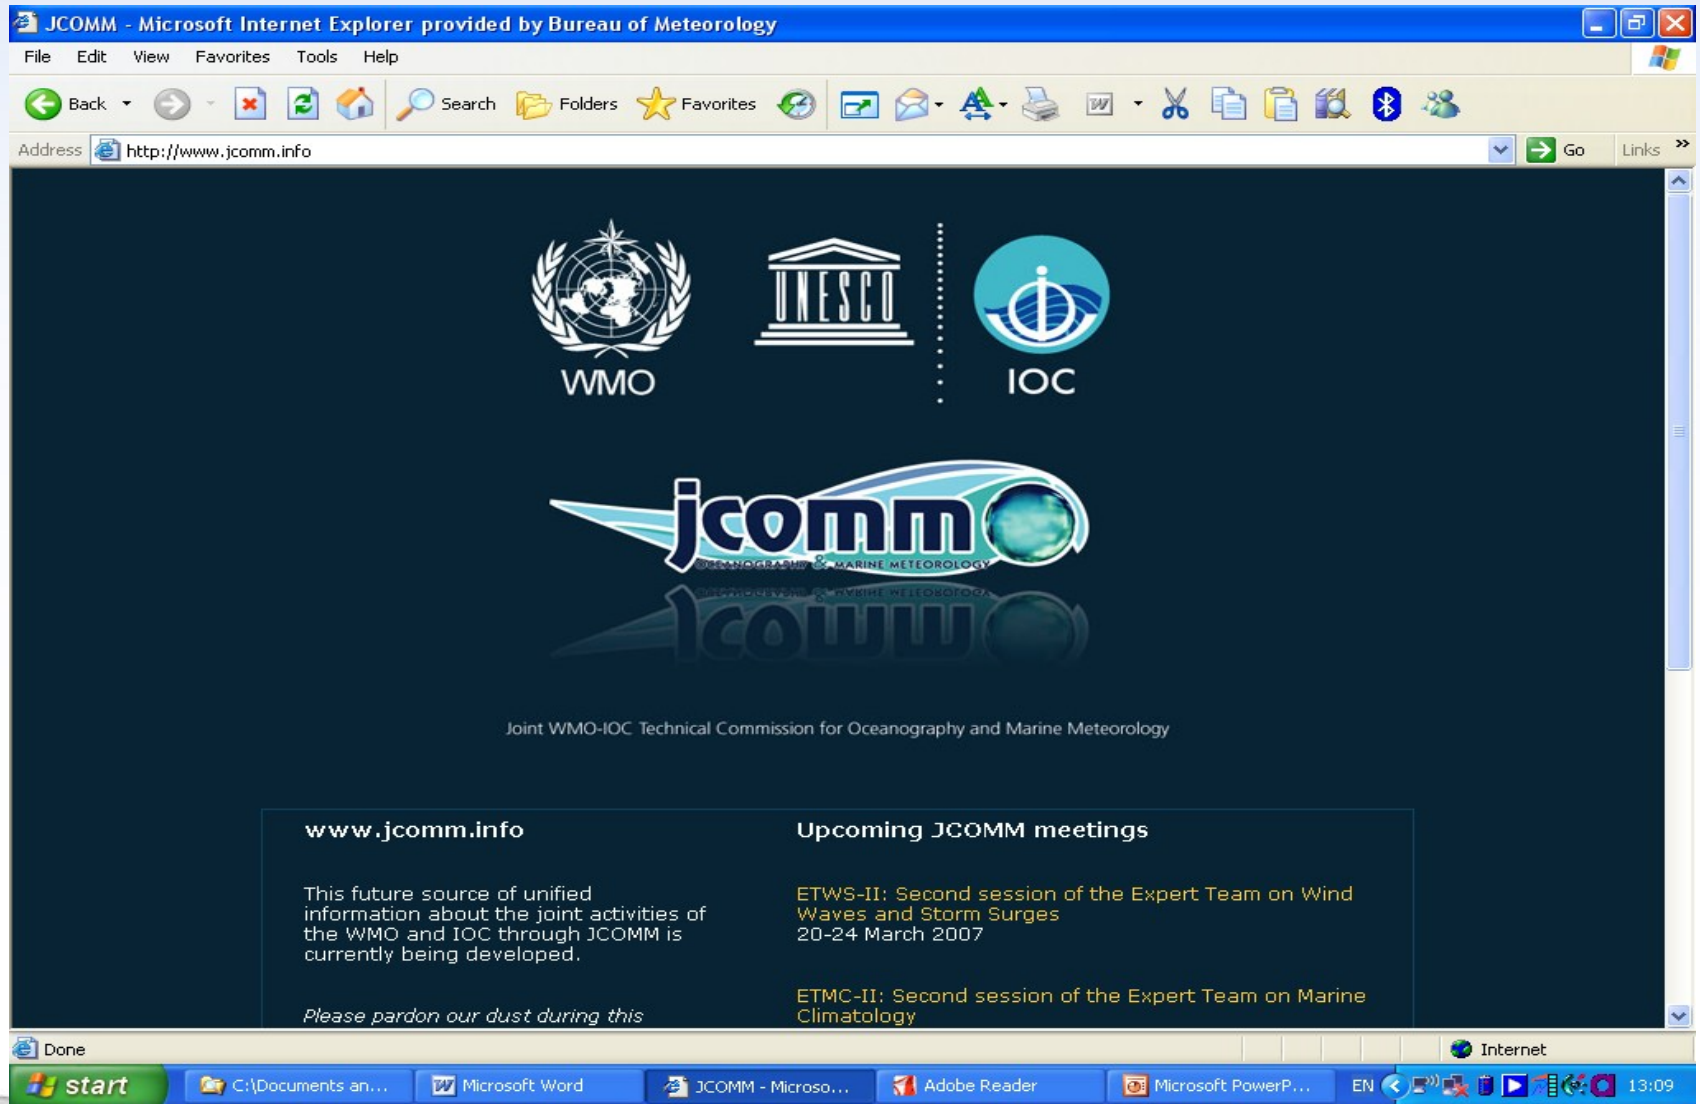 JCOMM - Microsoft Internet Explorer provided by Bureau of Meteorology
File Edit View Favorites Tools Help
Back Search Folders Favorites
Address http://www.jcomm.info Go Links
WMO
UNESCO
IOC
jcomm
OCEANOGRAPHY & MARINE METEOROLOGY
Joint WMO-IOC Technical Commission for Oceanography and Marine Meteorology
www.jcomm.info
This future source of unified
information about the joint activities of
the WMO and IOC through JCOMM is
currently being developed.
Please pardon our dust during this
Upcoming JCOMM meetings
ETWS-II: Second session of the Expert Team on Wind
Waves and Storm Surges
20-24 March 2007
ETMC-II: Second session of the Expert Team on Marine
Climatology
Done Internet
start C:\Documents an... Microsoft Word JCOMM - Microso... Adobe Reader Microsoft PowerP... EN 13:09